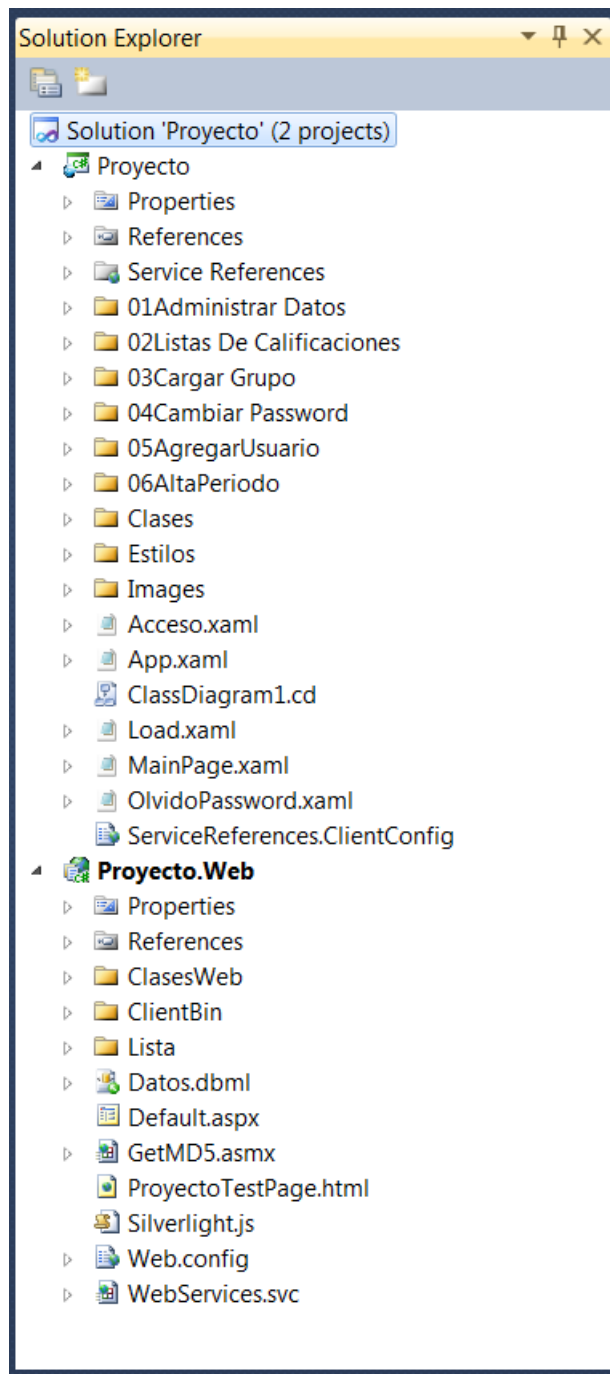 Solution Explorer
Solution 'Proyecto' (2 projects)
Proyecto
Properties
References
Service References
01Administrar Datos
02Listas De Calificaciones
03Cargar Grupo
04Cambiar Password
05AgregarUsuario
06AltaPeriodo
Clases
Estilos
Images
Acceso.xaml
App.xaml
ClassDiagram1.cd
Load.xaml
MainPage.xaml
OlvidoPassword.xaml
ServiceReferences.ClientConfig
Proyecto.Web
Properties
References
ClasesWeb
ClientBin
Lista
Datos.dbml
Default.aspx
GetMD5.asmx
ProyectoTestPage.html
Silverlight.js
Web.config
WebServices.svc